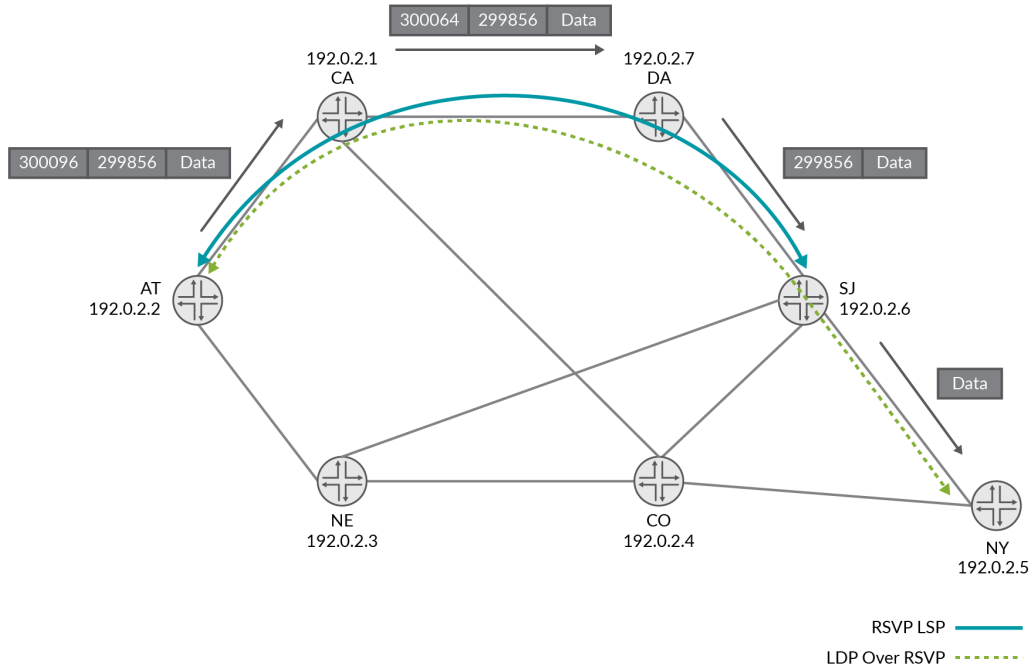 300064 299856 Data
192.0.2.1
CA
192.0.2.7
DA
300096 299856 Data
299856 Data
AT
192.0.2.2
SJ
192.0.2.6
Data
NE
192.0.2.3
CO
192.0.2.4
NY
192.0.2.5
RSVP LSP
LDP Over RSVP